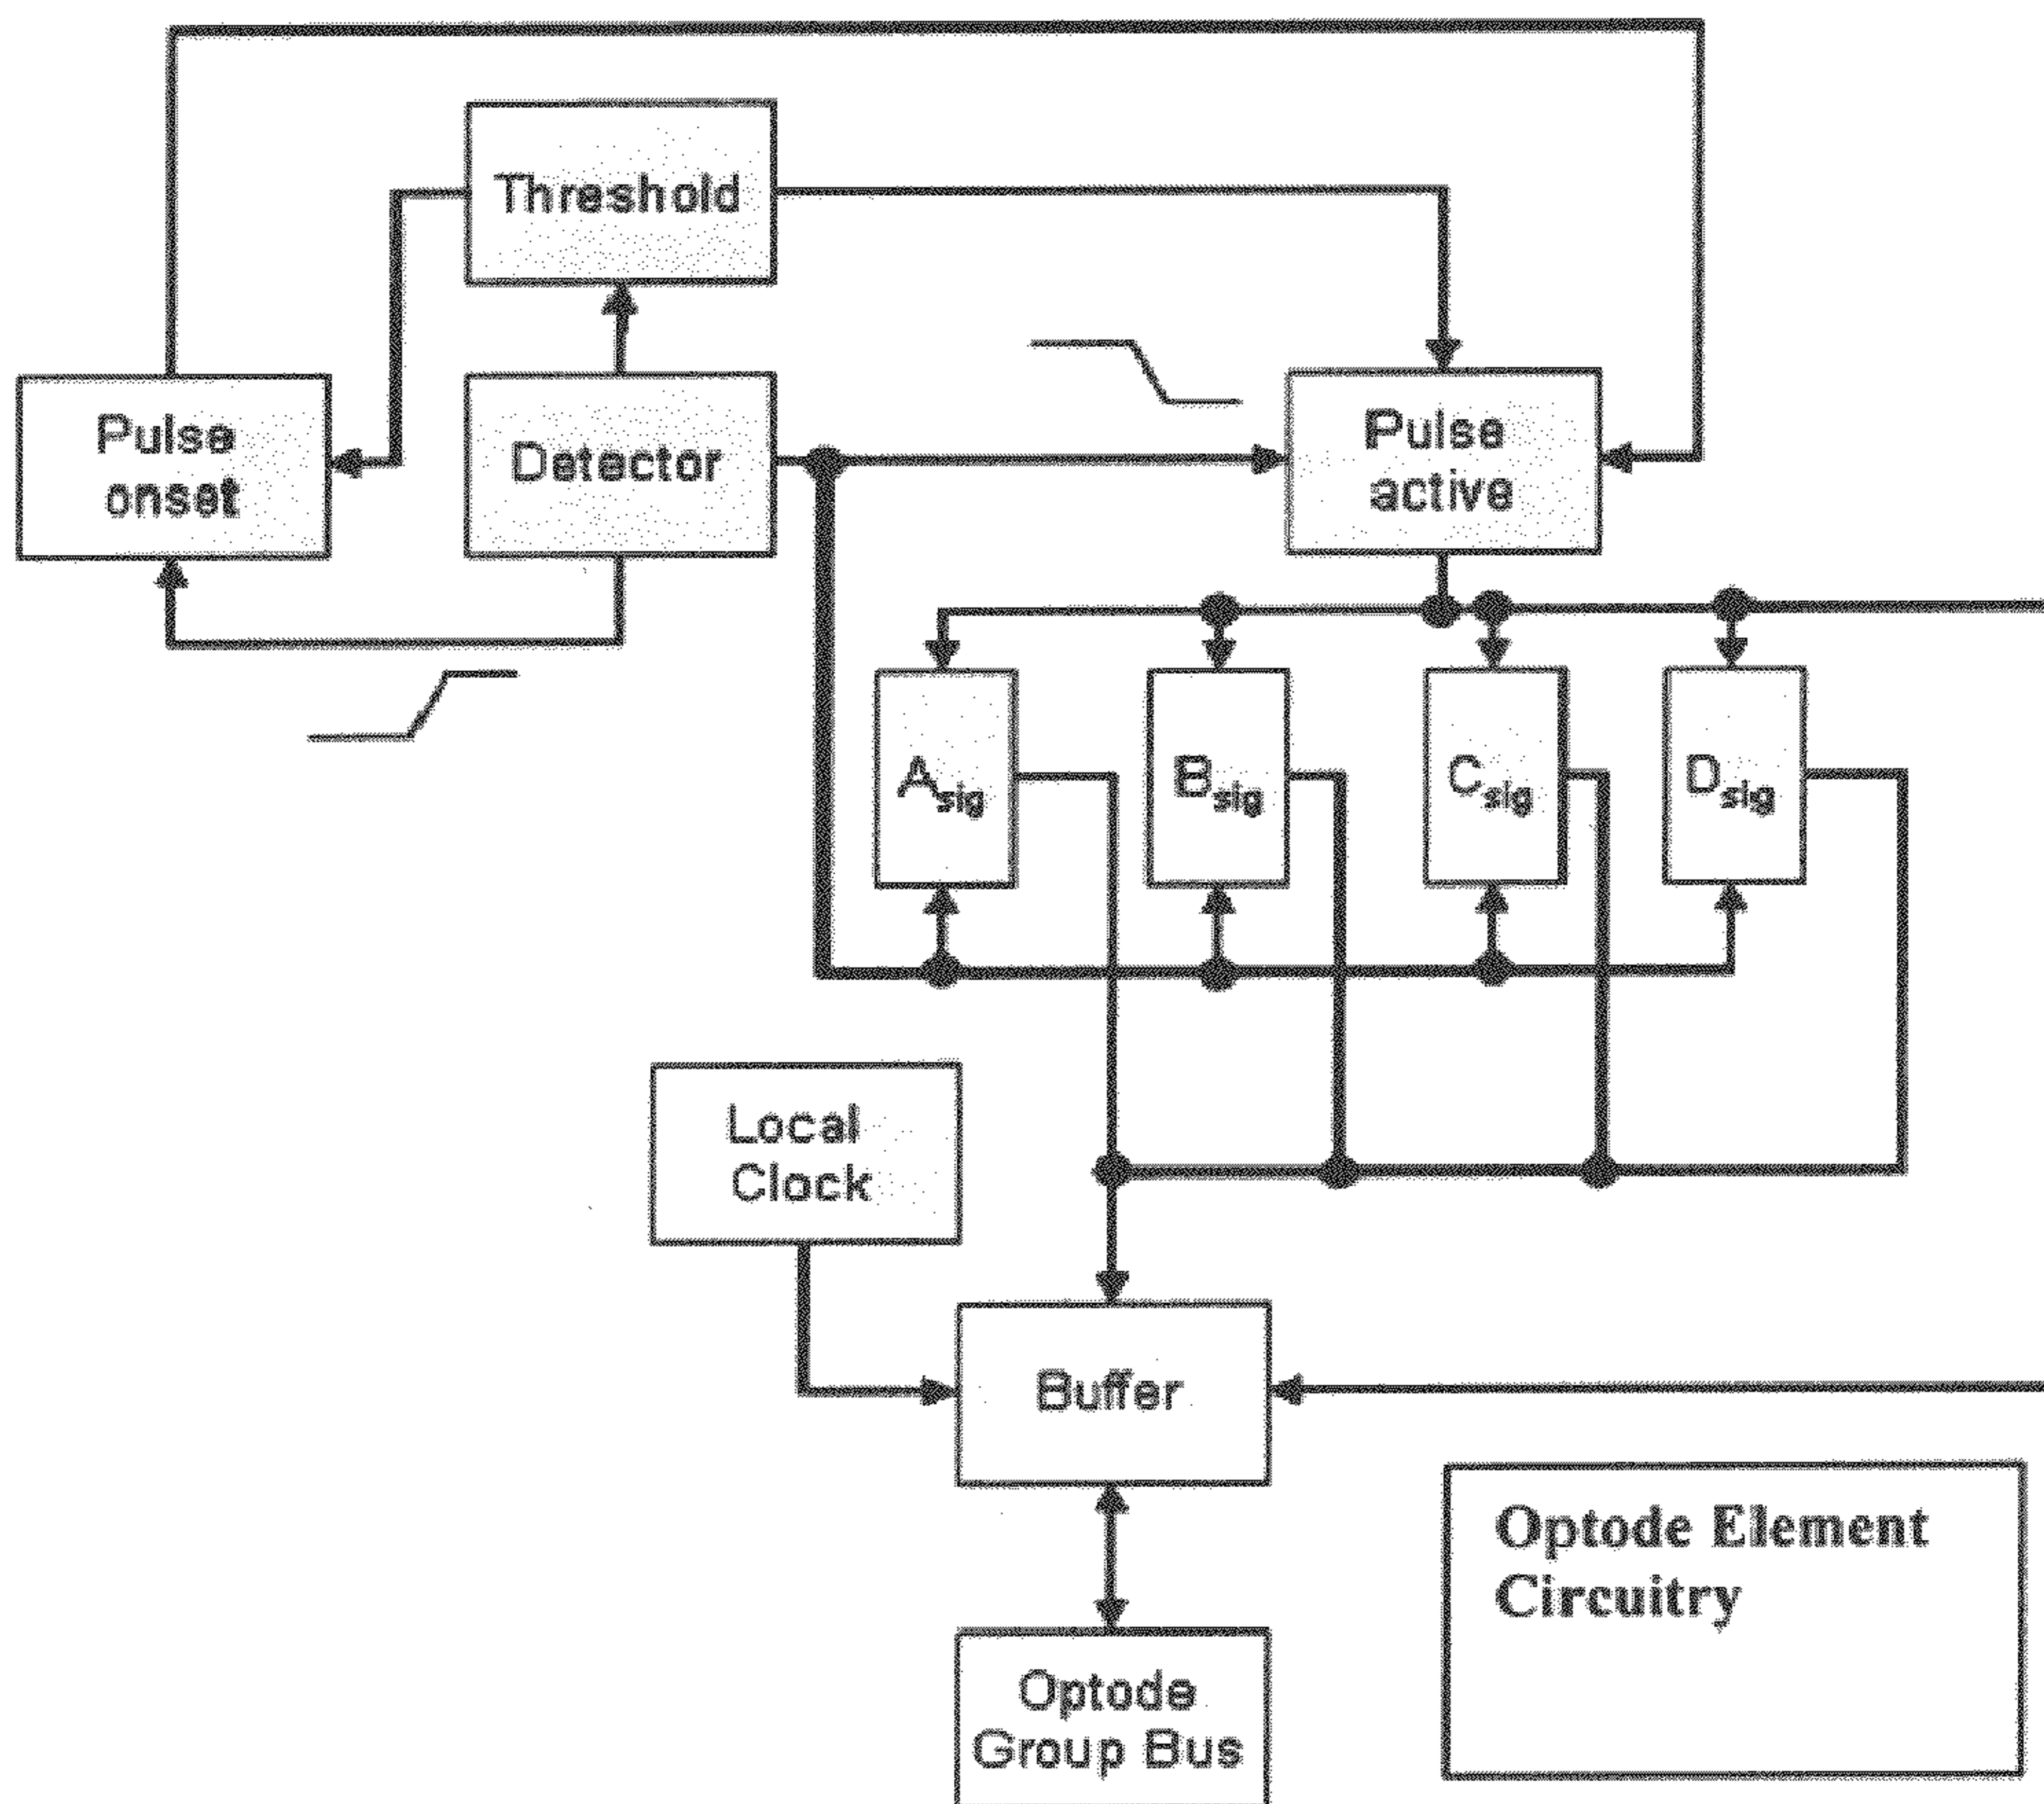 Threshold
Pulse
onset
Detector
Pulse
active
Asig
Bsig
Csig
Dsig
Local
Clock
Buffer
Optode Element
Circuitry
Optode
Group Bus